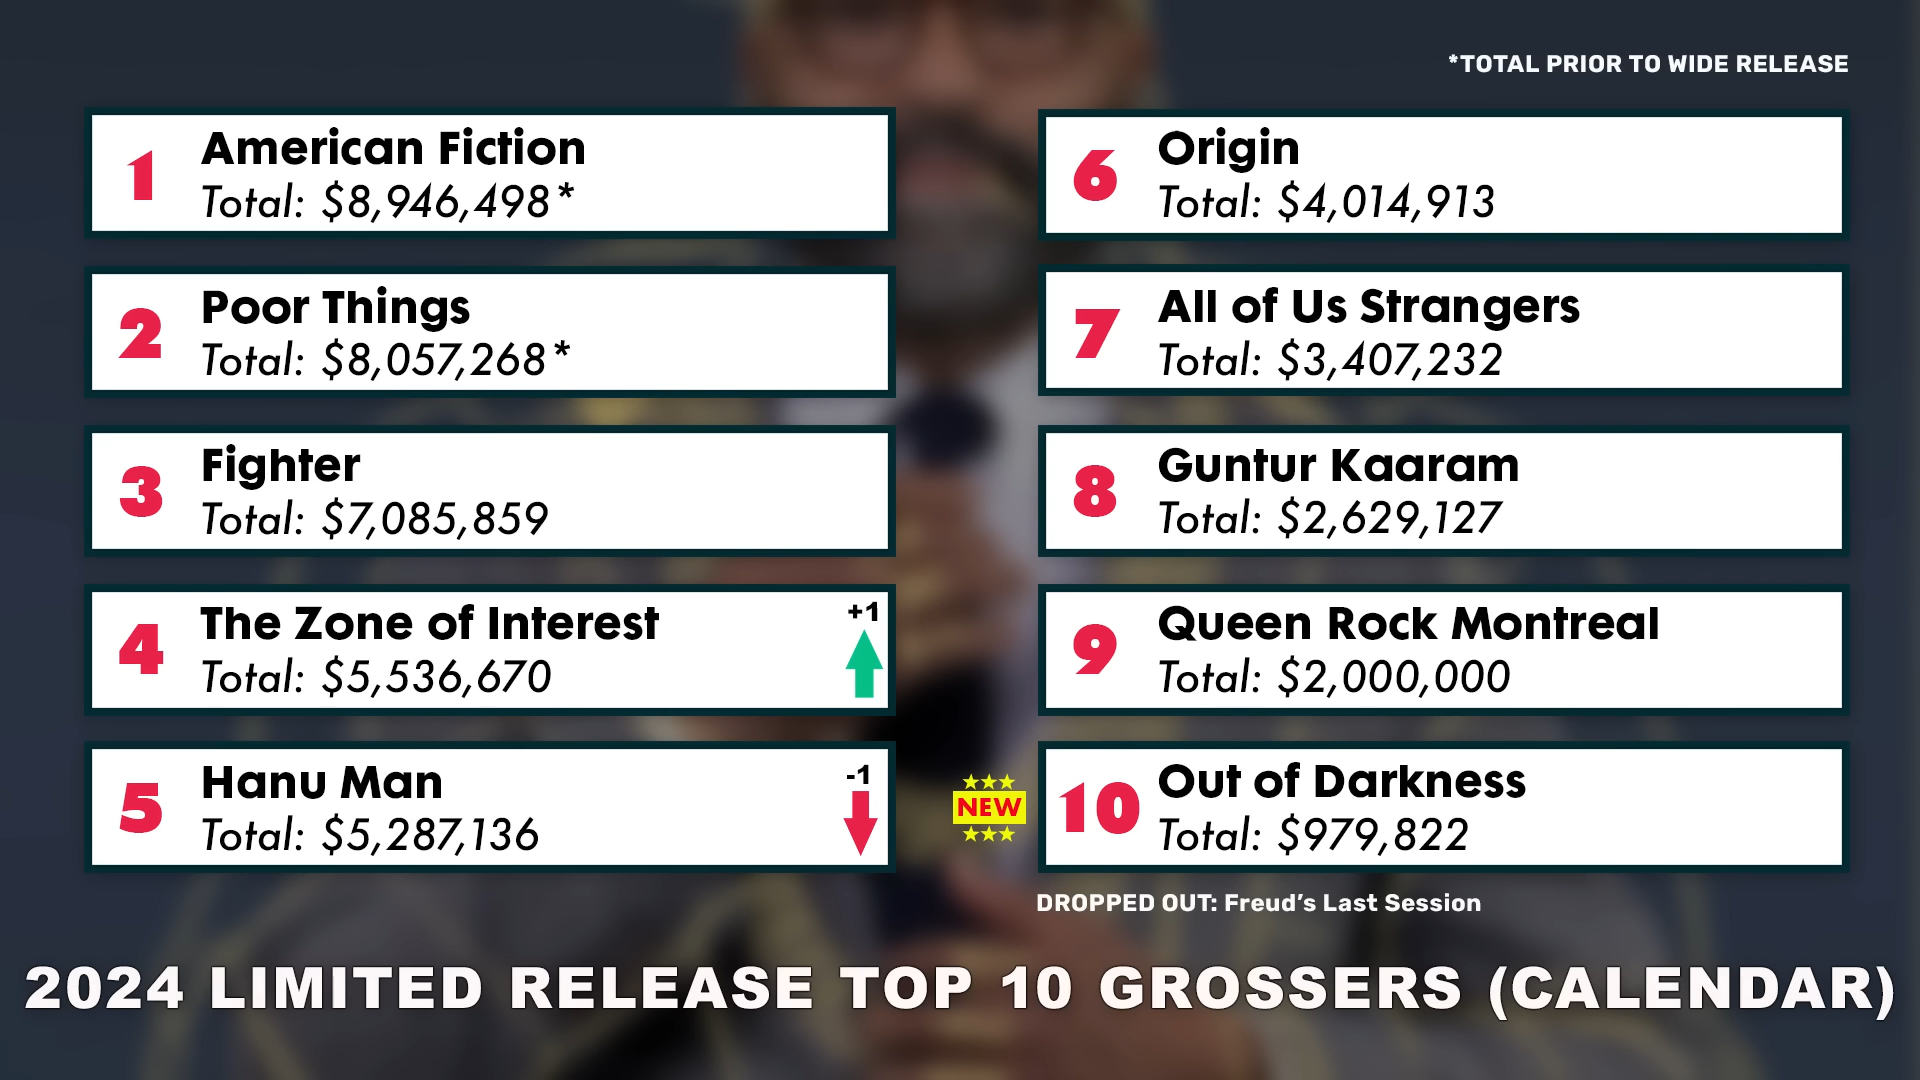 *TOTAL PRIOR TO WIDE RELEASE
1
American Fiction
Total: $8,946,498*
2
Poor Things
Total: $8,057,268*
3
Fighter
Total: $7,085,859
4
The Zone of Interest
Total: $5,536,670
+1
5
Hanu Man
Total: $5,287,136
-1
6
Origin
Total: $4,014,913
7
All of Us Strangers
Total: $3,407,232
8
Guntur Kaaram
Total: $2,629,127
9
Queen Rock Montreal
Total: $2,000,000
NEW
10
Out of Darkness
Total: $979,822
DROPPED OUT: Freud's Last Session
2024 LIMITED RELEASE TOP 10 GROSSERS (CALENDAR)